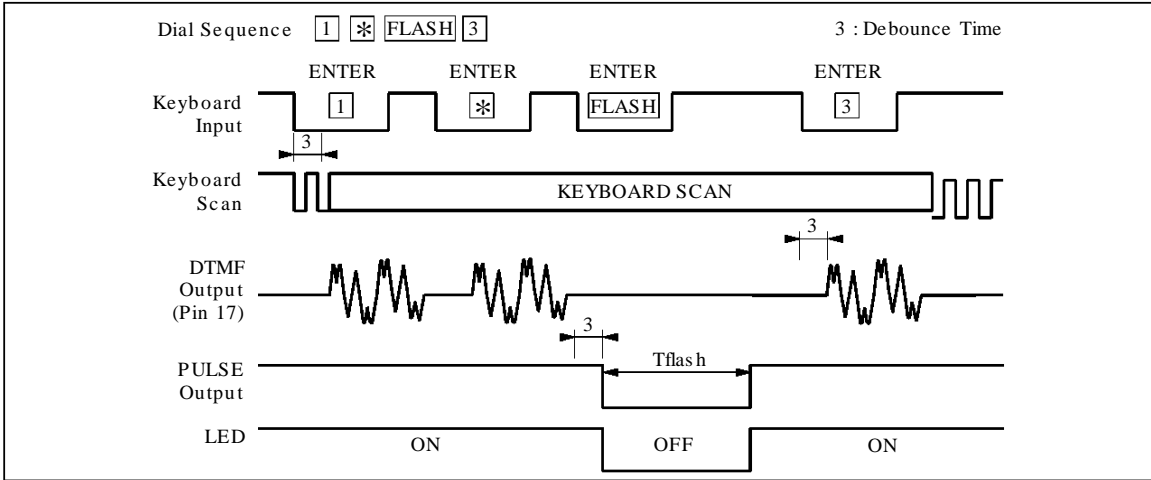 Dial Sequence 1 * FLASH 3
3 : Debounce Time
ENTER ENTER ENTER ENTER
Keyboard Input
1 * FLASH 3
3
Keyboard Scan
KEYBOARD SCAN
3
DTMF Output (Pin 17)
3
PULSE Output
Tflash
LED
ON OFF ON